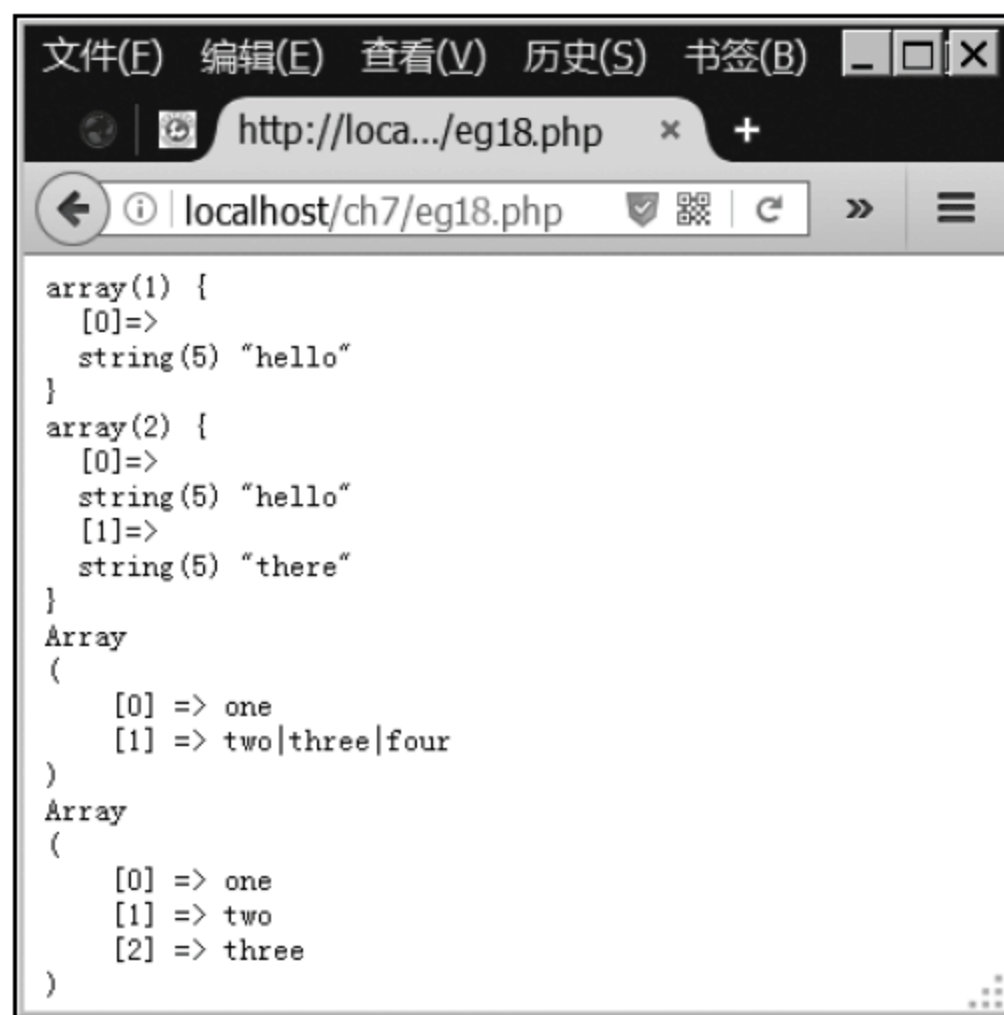 文件(F) 编辑(E) 查看(V) 历史(S) 书签(B)
http://loca.../eg18.php
localhost/ch7/eg18.php
array(1) {
  [0]=>
  string(5) "hello"
}
array(2) {
  [0]=>
  string(5) "hello"
  [1]=>
  string(5) "there"
}
Array
(
    [0] => one
    [1] => two|three|four
)
Array
(
    [0] => one
    [1] => two
    [2] => three
)